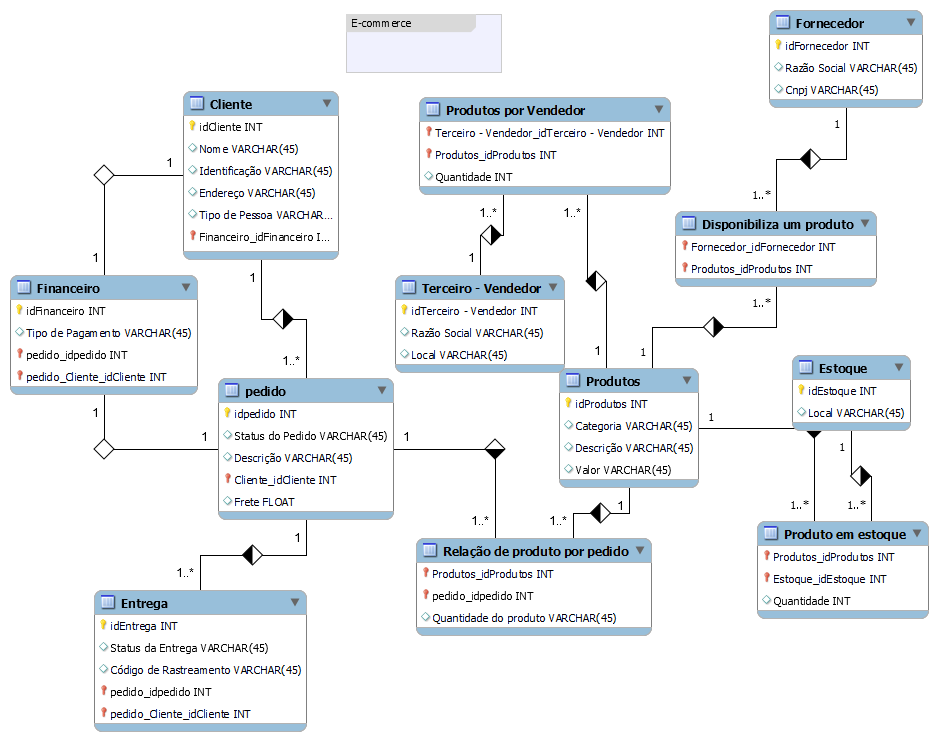 E-commerce
Fornecedor
idFornecedor INT
Razão Social VARCHAR(45)
Cnpj VARCHAR(45)
1
1..*
Cliente
idCliente INT
Nome VARCHAR(45)
Identificação VARCHAR(45)
Endereço VARCHAR(45)
Tipo de Pessoa VARCHAR...
Financeiro_idFinanceiro I...
1
1
1
1..*
Produtos por Vendedor
Terceiro - Vendedor_idTerceiro - Vendedor INT
Produtos_idProdutos INT
Quantidade INT
1..*
1..*
1
1
Disponibiliza um produto
Fornecedor_idFornecedor INT
Produtos_idProdutos INT
1..*
1
Financeiro
idFinanceiro INT
Tipo de Pagamento VARCHAR(45)
pedido_idpedido INT
pedido_Cliente_idCliente INT
1
1
Terceiro - Vendedor
idTerceiro - Vendedor INT
Razão Social VARCHAR(45)
Local VARCHAR(45)
Produtos
idProdutos INT
Categoria VARCHAR(45)
Descrição VARCHAR(45)
Valor VARCHAR(45)
1
1..*
1
1..*
Estoque
idEstoque INT
Local VARCHAR(45)
1
1..*
pedido
idpedido INT
Status do Pedido VARCHAR(45)
Descrição VARCHAR(45)
Cliente_idCliente INT
Frete FLOAT
1
1..*
1
1..*
Relação de produto por pedido
Produtos_idProdutos INT
pedido_idpedido INT
Quantidade do produto VARCHAR(45)
Produto em estoque
Produtos_idProdutos INT
Estoque_idEstoque INT
Quantidade INT
Entrega
idEntrega INT
Status da Entrega VARCHAR(45)
Código de Rastreamento VARCHAR(45)
pedido_idpedido INT
pedido_Cliente_idCliente INT